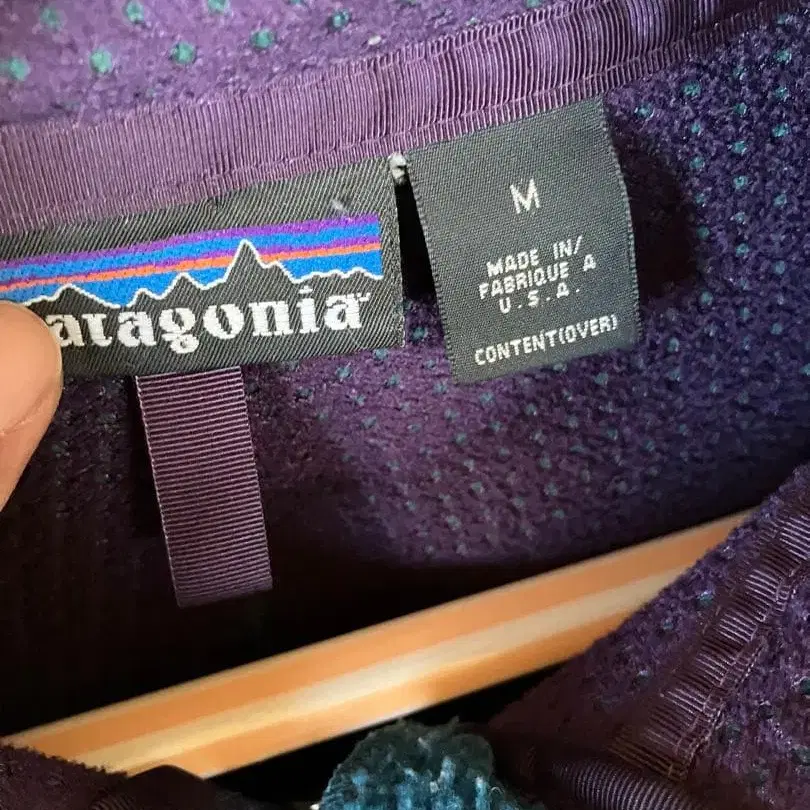 atagonia
M
MADE IN/
FABRIQUE A
U.S.A.
CONTENT(OVER)